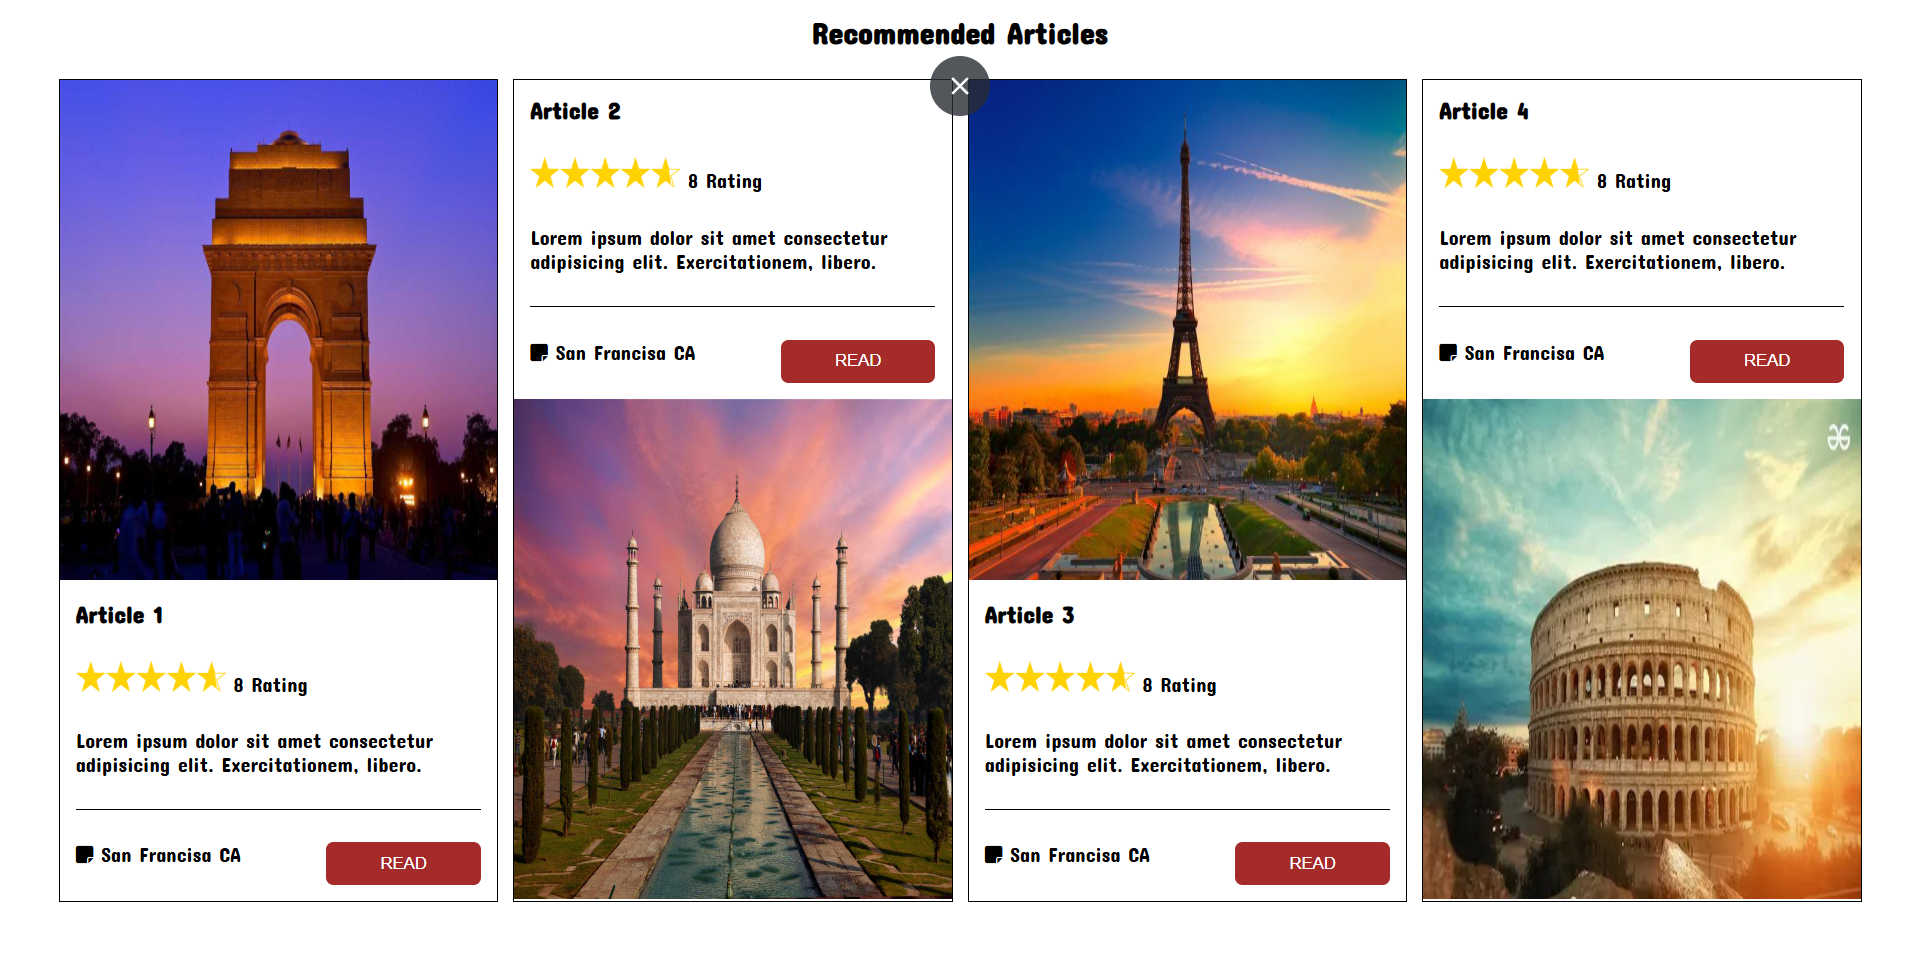 Recommended Articles
Article 1
8 Rating
Lorem ipsum dolor sit amet consectetur
adipisicing elit. Exercitationem, libero.
San Francisa CA
READ
Article 2
8 Rating
Lorem ipsum dolor sit amet consectetur
adipisicing elit. Exercitationem, libero.
San Francisa CA
READ
Article 3
8 Rating
Lorem ipsum dolor sit amet consectetur
adipisicing elit. Exercitationem, libero.
San Francisa CA
READ
Article 4
8 Rating
Lorem ipsum dolor sit amet consectetur
adipisicing elit. Exercitationem, libero.
San Francisa CA
READ